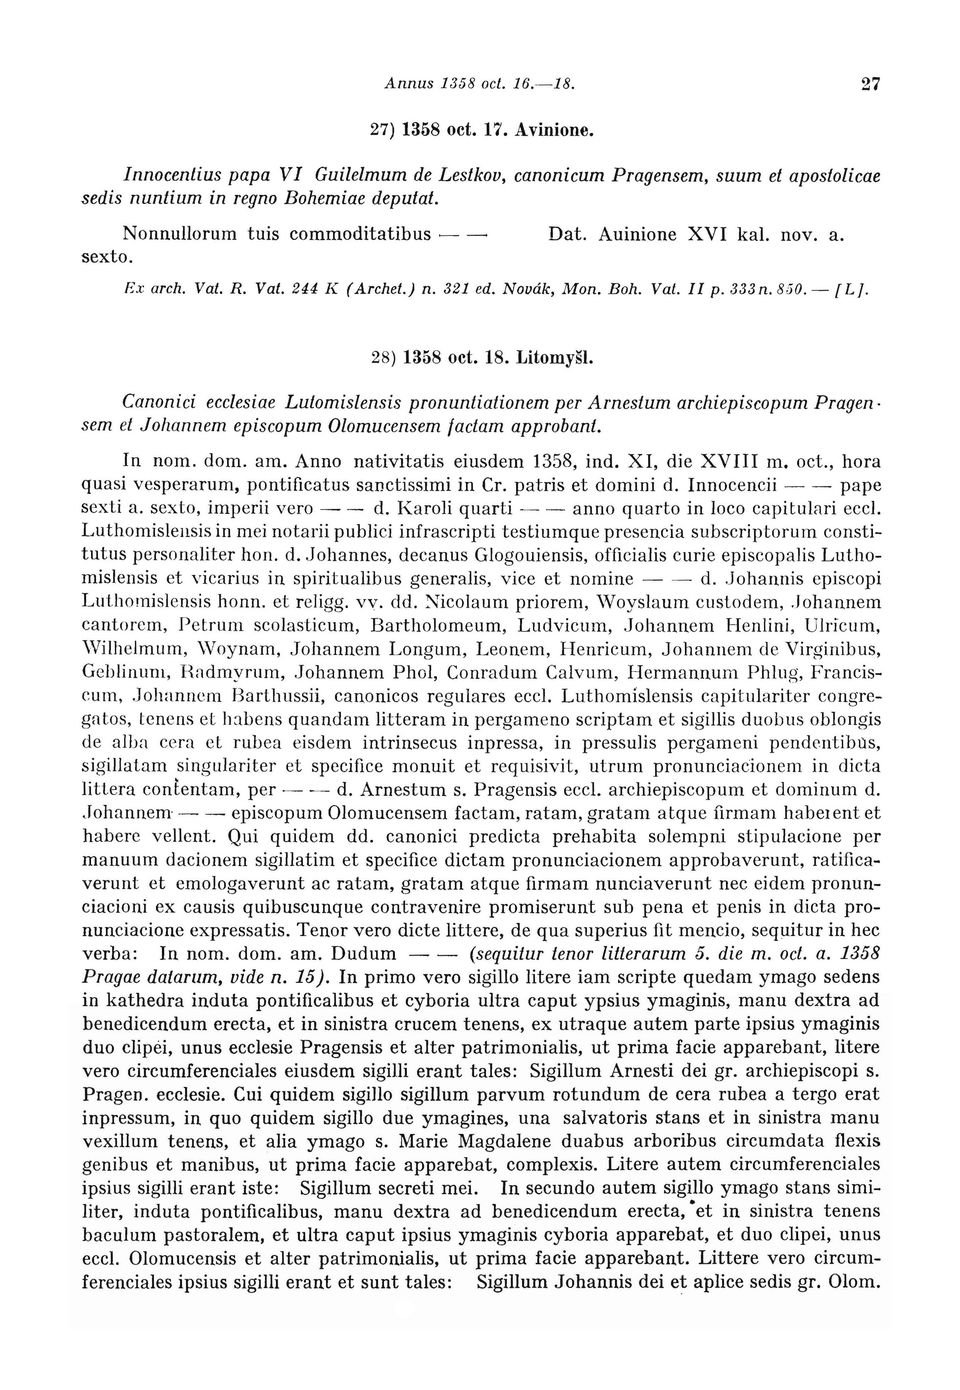 Annus 1358 oct. 16.—18. 27
27) 1358 oct. 17. Avinione.
Innocentius papa VI Guilelmum de Lestkov, canonicum Pragensem, suum et apostolicae
sedis nuntium in regno Bohemiae deputat.
Nonnullorum tuis commoditatibus — — Dat. Auinione XVI kal. nov. a.
sexto.
Ex arch. Vat. R. Vat. 244 K (Archet.) n. 321 ed. Novák, Mon. Boh. Vat. II p. 333 n. 850. — [L].
28) 1358 oct. 18. Litomyšl.
Canonici ecclesiae Lutomislensis pronuntiationem per Arnestum archiepiscopum Pragen-
sem et Johannem episcopum Olomucensem factam approbant.
In nom. dom. am. Anno nativitatis eiusdem 1358, ind. XI, die XVIII m. oct., hora
quasi vesperarum, pontificatus sanctissimi in Cr. patris et domini d. Innocencii — — pape
sexti a. sexto, imperii vero — — d. Karoli quarti — — anno quarto in loco capitulari eccl.
Luthomislensis in mei notarii publici infrascripti testiumque presencia subscriptorum consti-
tutus personaliter hon. d. Johannes, decanus Glogouiensis, officialis curie episcopalis Lutho-
mislensis et vicarius in spiritualibus generalis, vice et nomine — — d. Johannis episcopi
Luthomislensis honn. et religg. vv. dd. Nicolaum priorem, Woyslaum custodem, Johannem
cantorem, Petrum scolasticum, Bartholomeum, Ludvicum, Johannem Henlini, Ulricum,
Wilhelmum, Woynam, Johannem Longum, Leonem, Henricum, Johannem de Virginibus,
Geblinum, Radmyrum, Johannem Phol, Conradum Calvum, Hermannum Phlug, Francis-
cum, Johannem Barthussii, canonicos regulares eccl. Luthomislensis capitulariter congre-
gatos, tenens et habens quandam litteram in pergameno scriptam et sigillis duobus oblongis
de alba cera et rubea eisdem intrinsecus inpressa, in pressulis pergameni pendentibus,
sigillatam singulariter et specifice monuit et requisivit, utrum pronunciacionem in dicta
littera contentam, per — — d. Arnestum s. Pragensis eccl. archiepiscopum et dominum d.
Johannem — — episcopum Olomucensem factam, ratam, gratam atque firmam haberent et
habere vellent. Qui quidem dd. canonici predicta prehabita solempni stipulacione per
manuum dacionem sigillatim et specifice dictam pronunciacionem approbaverunt, ratifica-
verunt et emologaverunt ac ratam, gratam atque firmam nunciaverunt nec eidem pronun-
ciacioni ex causis quibuscunque contravenire promiserunt sub pena et penis in dicta pro-
nunciacione expressatis. Tenor vero dicte littere, de qua superius fit mencio, sequitur in hec
verba: In nom. dom. am. Dudum — — (sequitur tenor litterarum 5. die m. oct. a. 1358
Pragae datarum, vide n. 15). In primo vero sigillo litere iam scripte quedam ymago sedens
in kathedra induta pontificalibus et cyboria ultra caput ypsius ymaginis, manu dextra ad
benedicendum erecta, et in sinistra crucem tenens, ex utraque autem parte ipsius ymaginis
duo clipei, unus ecclesie Pragensis et alter patrimonialis, ut prima facie apparebant, litere
vero circumferenciales eiusdem sigilli erant tales: Sigillum Arnesti dei gr. archiepiscopi s.
Pragen. ecclesie. Cui quidem sigillo sigillum parvum rotundum de cera rubea a tergo erat
inpressum, in quo quidem sigillo due ymagines, una salvatoris stans et in sinistra manu
vexillum tenens, et alia ymago s. Marie Magdalene duabus arboribus circumdata flexis
genibus et manibus, ut prima facie apparebat, complexis. Litere autem circumferenciales
ipsius sigilli erant iste: Sigillum secreti mei. In secundo autem sigillo ymago stans simi-
liter, induta pontificalibus, manu dextra ad benedicendum erecta, et in sinistra tenens
baculum pastoralem, et ultra caput ipsius ymaginis cyboria apparebat, et duo clipei, unus
eccl. Olomucensis et alter patrimonialis, ut prima facie apparebant. Littere vero circum-
ferenciales ipsius sigilli erant et sunt tales: Sigillum Johannis dei et aplice sedis gr. Olom.